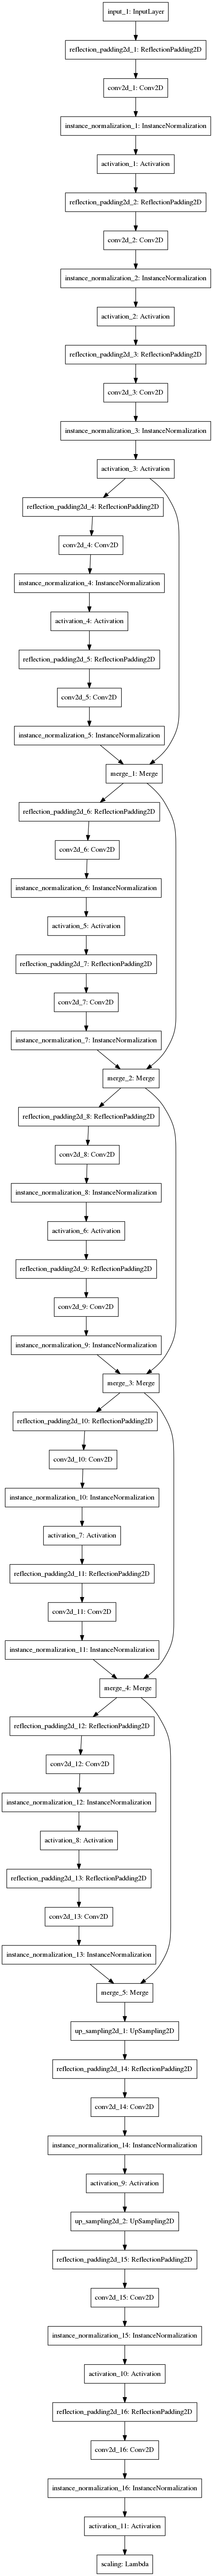 input_1: InputLayer
reflection_padding2d_1: ReflectionPadding2D
conv2d_1: Conv2D
instance_normalization_1: InstanceNormalization
activation_1: Activation
reflection_padding2d_2: ReflectionPadding2D
conv2d_2: Conv2D
instance_normalization_2: InstanceNormalization
activation_2: Activation
reflection_padding2d_3: ReflectionPadding2D
conv2d_3: Conv2D
instance_normalization_3: InstanceNormalization
activation_3: Activation
reflection_padding2d_4: ReflectionPadding2D
conv2d_4: Conv2D
instance_normalization_4: InstanceNormalization
activation_4: Activation
reflection_padding2d_5: ReflectionPadding2D
conv2d_5: Conv2D
instance_normalization_5: InstanceNormalization
merge_1: Merge
reflection_padding2d_6: ReflectionPadding2D
conv2d_6: Conv2D
instance_normalization_6: InstanceNormalization
activation_5: Activation
reflection_padding2d_7: ReflectionPadding2D
conv2d_7: Conv2D
instance_normalization_7: InstanceNormalization
merge_2: Merge
reflection_padding2d_8: ReflectionPadding2D
conv2d_8: Conv2D
instance_normalization_8: InstanceNormalization
activation_6: Activation
reflection_padding2d_9: ReflectionPadding2D
conv2d_9: Conv2D
instance_normalization_9: InstanceNormalization
merge_3: Merge
reflection_padding2d_10: ReflectionPadding2D
conv2d_10: Conv2D
instance_normalization_10: InstanceNormalization
activation_7: Activation
reflection_padding2d_11: ReflectionPadding2D
conv2d_11: Conv2D
instance_normalization_11: InstanceNormalization
merge_4: Merge
reflection_padding2d_12: ReflectionPadding2D
conv2d_12: Conv2D
instance_normalization_12: InstanceNormalization
activation_8: Activation
reflection_padding2d_13: ReflectionPadding2D
conv2d_13: Conv2D
instance_normalization_13: InstanceNormalization
merge_5: Merge
up_sampling2d_1: UpSampling2D
reflection_padding2d_14: ReflectionPadding2D
conv2d_14: Conv2D
instance_normalization_14: InstanceNormalization
activation_9: Activation
up_sampling2d_2: UpSampling2D
reflection_padding2d_15: ReflectionPadding2D
conv2d_15: Conv2D
instance_normalization_15: InstanceNormalization
activation_10: Activation
reflection_padding2d_16: ReflectionPadding2D
conv2d_16: Conv2D
instance_normalization_16: InstanceNormalization
activation_11: Activation
scaling: Lambda